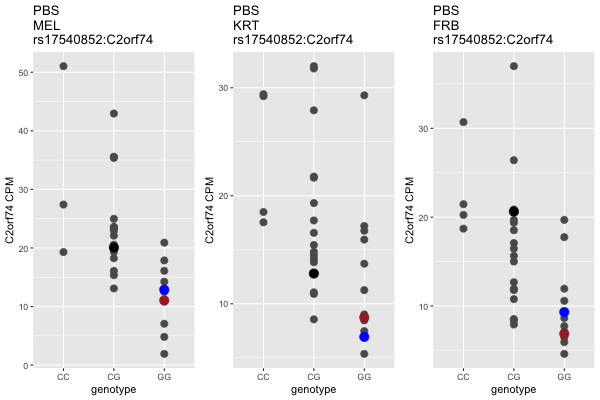 PBS
MEL
rs17540852:C2orf74
C2orf74 CPM
50
40
30
20
10
0
CC CG GG
genotype
PBS
KRT
rs17540852:C2orf74
C2orf74 CPM
30
20
10
CC CG GG
genotype
PBS
FRB
rs17540852:C2orf74
C2orf74 CPM
30
20
10
CC CG GG
genotype